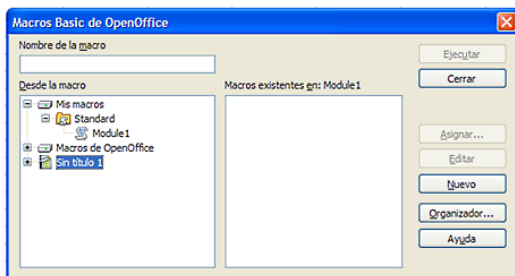 Macros Basic de OpenOffice
Nombre de la macro
Ejecutar
Cerrar
Desde la macro
Macros existentes en: Module1
Mis macros
Standard
Module1
Macros de OpenOffice
Sin título 1
Asignar...
Editar
Nuevo
Organizador...
Ayuda